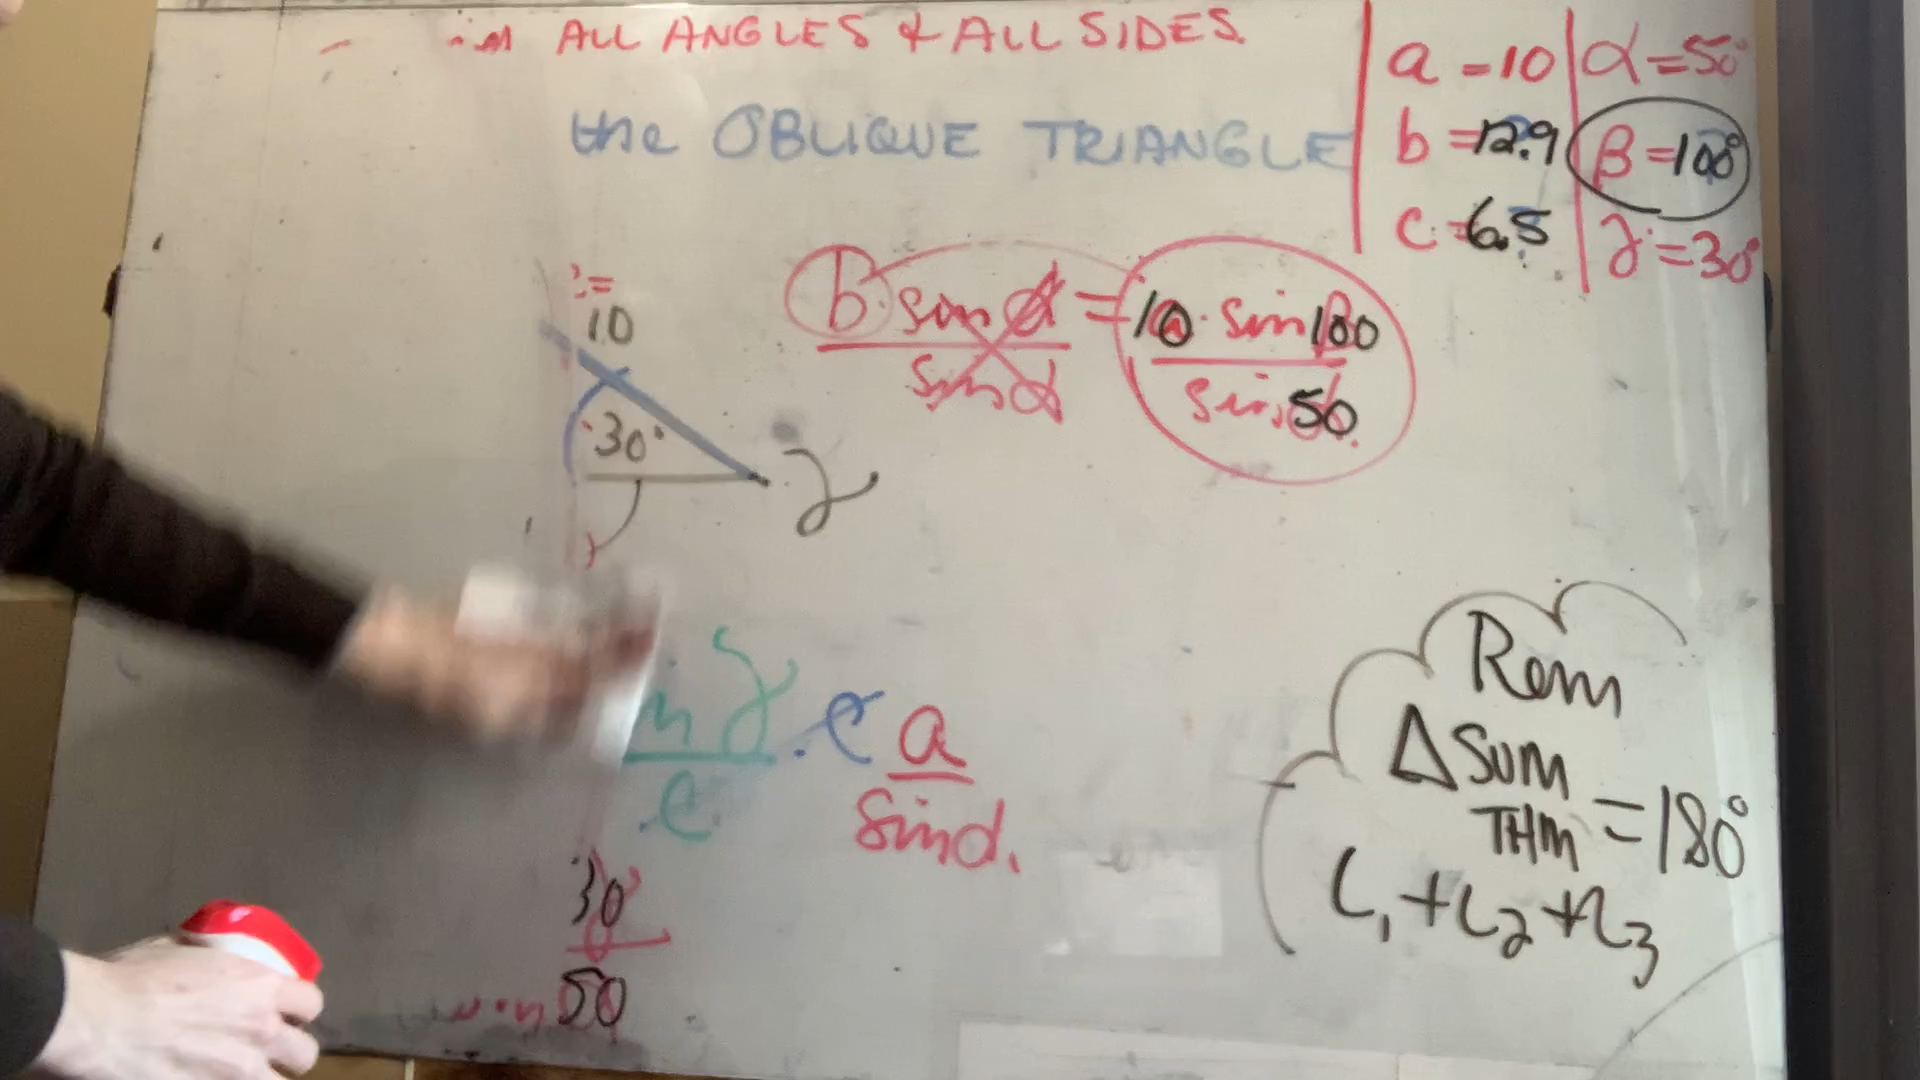 ALL ANGLES & ALL SIDES.
the OBLIQUE TRIANGLE
a = 10
α = 50°
b = 12.9
β = 100°
c = 6.5
γ = 30°
10
30°
γ
b · sin α = 10 · sin 100
sin α sin 50
γ · c a
c sin α.
30
50
Rem
Δ SUM
THM = 180°
∠1 + ∠2 + ∠3